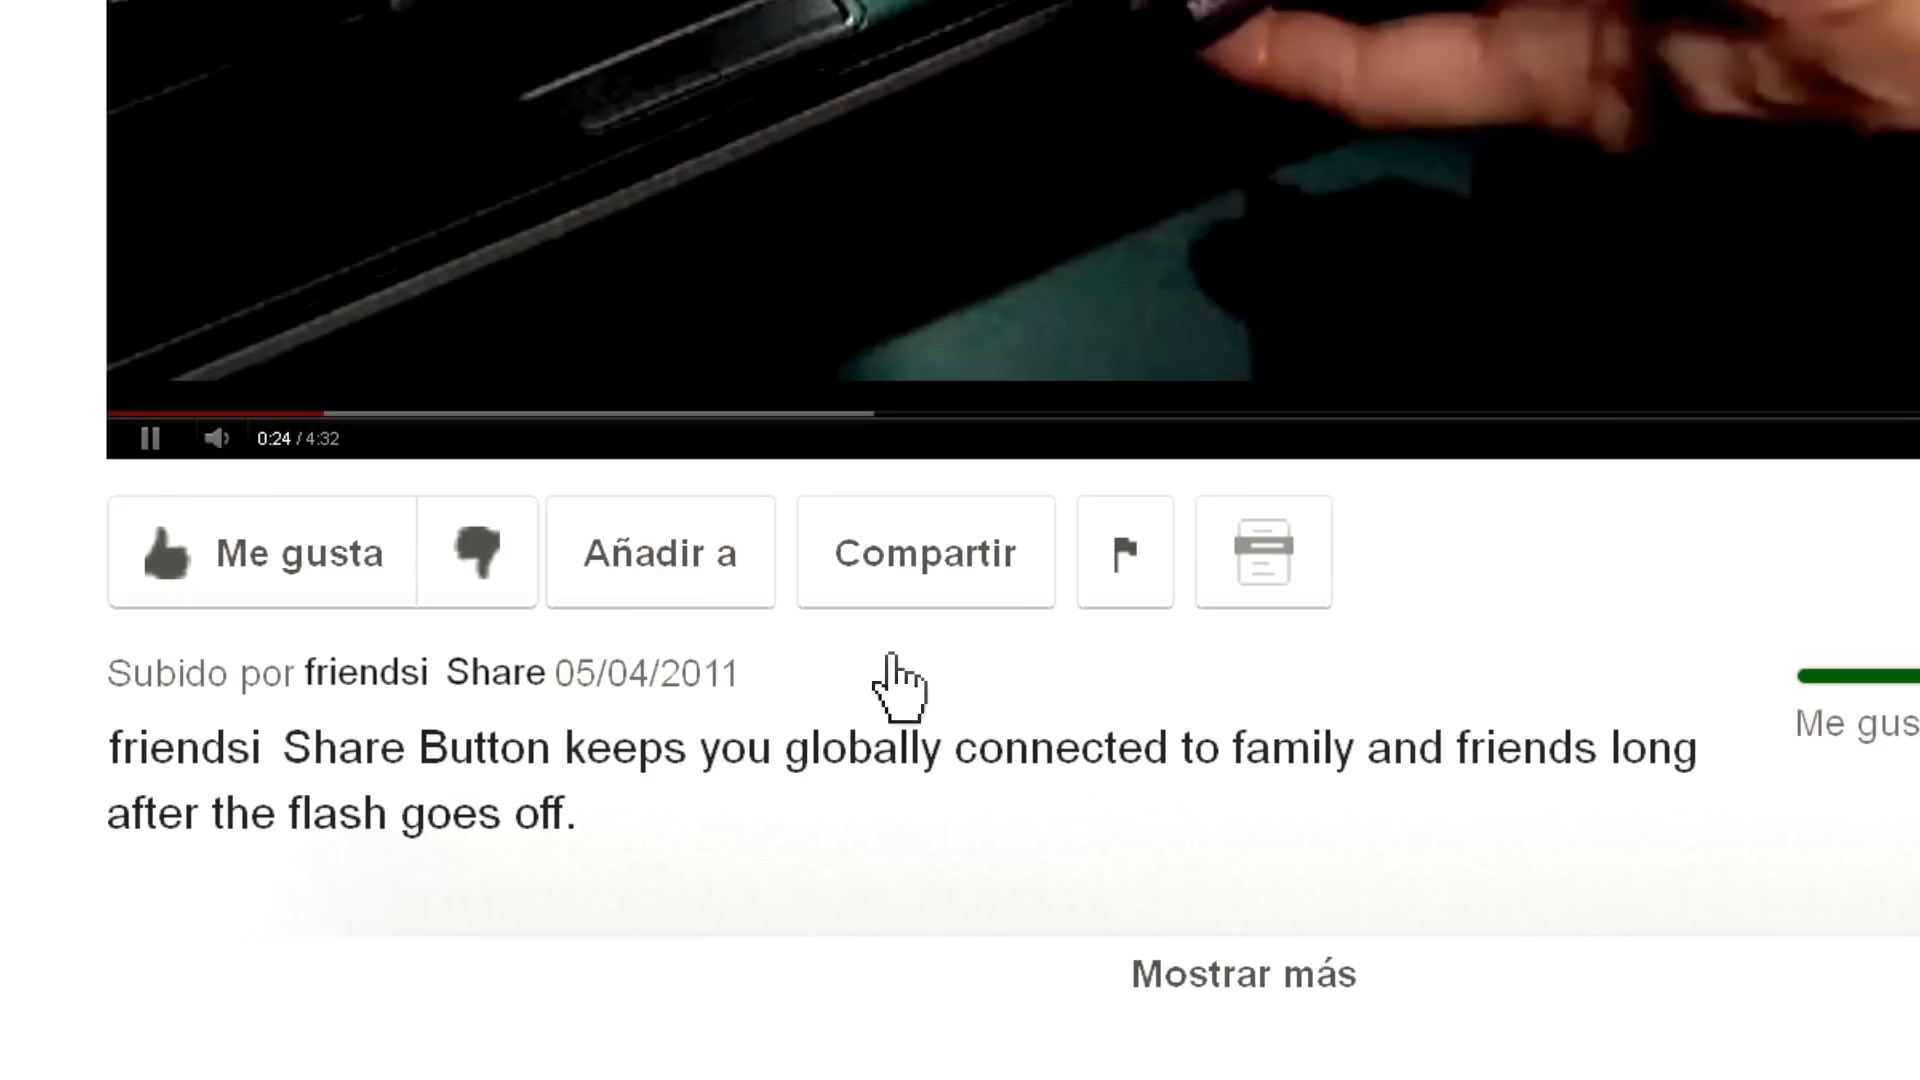 0:24 / 4:32
Me gusta
Añadir a
Compartir
Subido por friendsi Share 05/04/2011
Me gus
friendsi Share Button keeps you globally connected to family and friends long
after the flash goes off.
Mostrar más